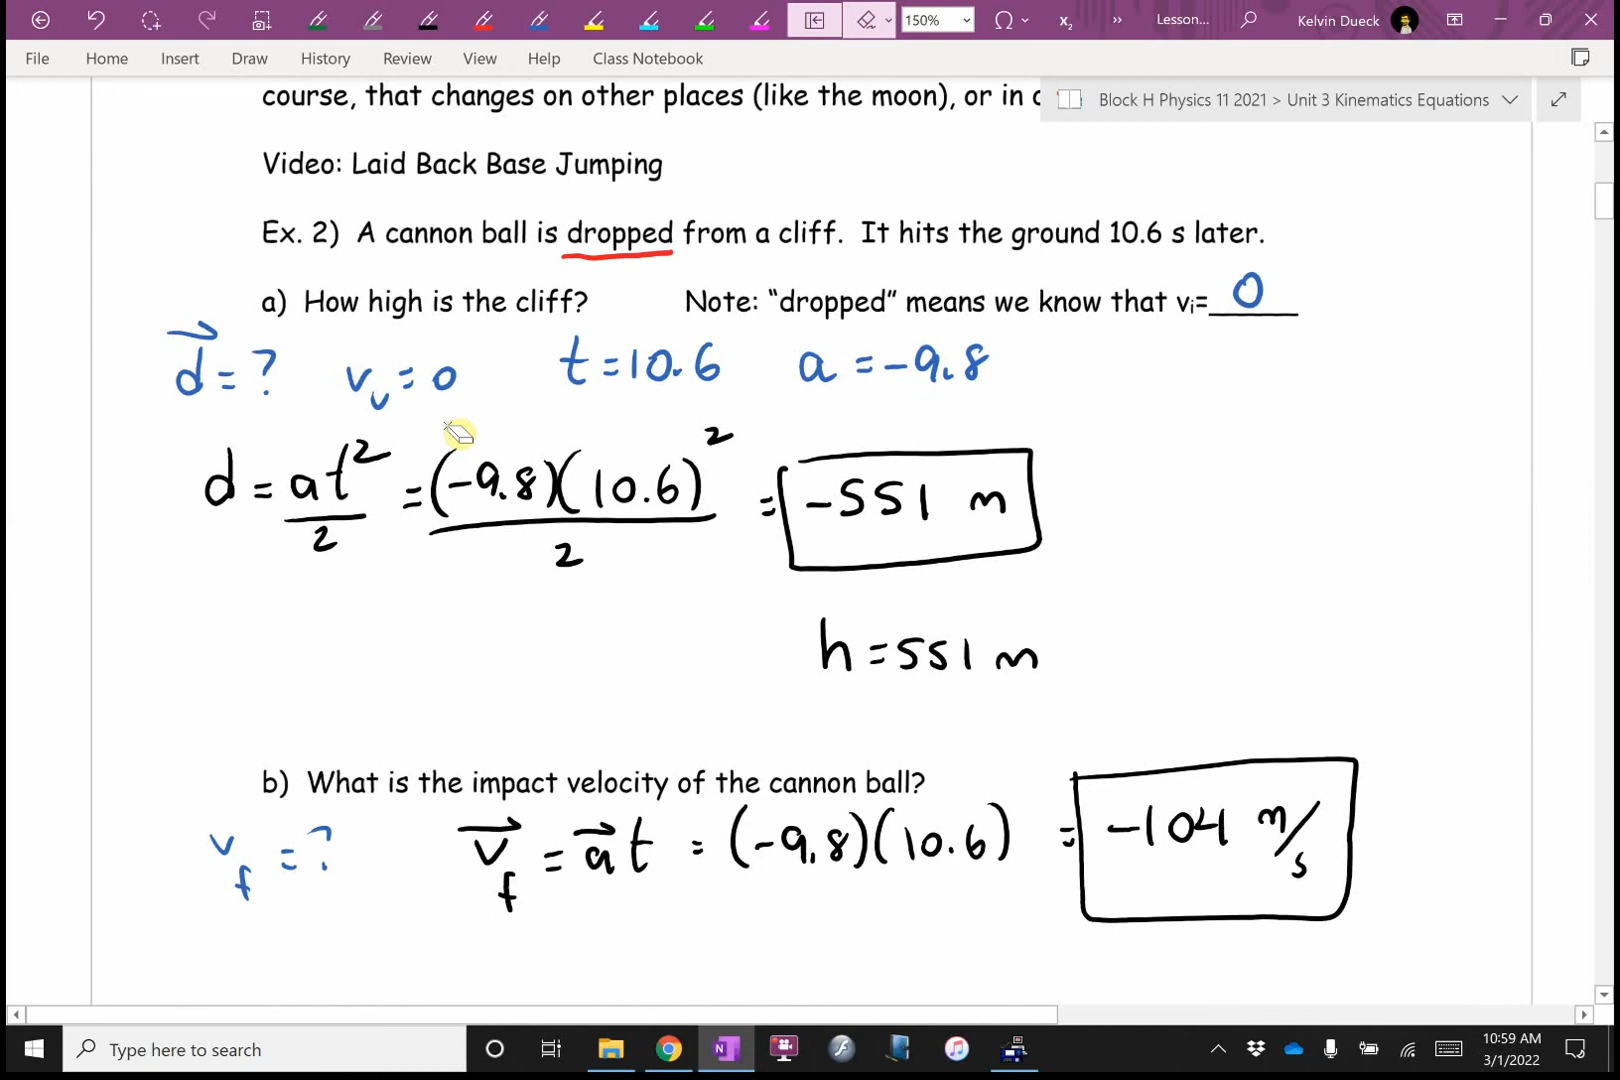 150% Ω x₂ » Lesson... Kelvin Dueck
File Home Insert Draw History Review View Help Class Notebook
course, that changes on other places (like the moon), or in
Block H Physics 11 2021 > Unit 3 Kinematics Equations
Video: Laid Back Base Jumping
Ex. 2) A cannon ball is dropped from a cliff. It hits the ground 10.6 s later.
a) How high is the cliff? Note: "dropped" means we know that vᵢ= 0
d⃗ = ? vᵥ = 0 t = 10.6 a = -9.8
d = at²/2 = (-9.8)(10.6)²/2 = -551 m
h = 551 m
b) What is the impact velocity of the cannon ball?
v_f = ? v⃗_f = a⃗t = (-9.8)(10.6) = -104 m/s
Type here to search
10:59 AM
3/1/2022